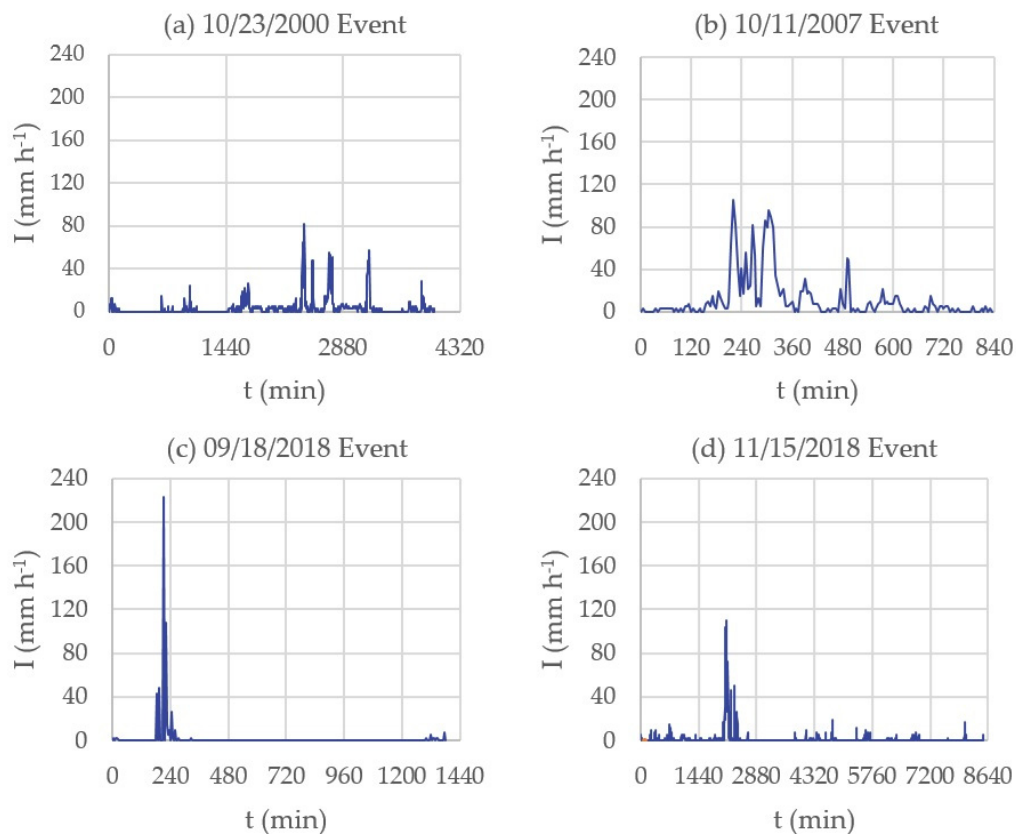 (a) 10/23/2000 Event
240
200
160
120
80
40
0
I (mm h⁻¹)
0 1440 2880 4320
t (min)
(b) 10/11/2007 Event
240
200
160
120
80
40
0
I (mm h⁻¹)
0 120 240 360 480 600 720 840
t (min)
(c) 09/18/2018 Event
240
200
160
120
80
40
0
I (mm h⁻¹)
0 240 480 720 960 1200 1440
t (min)
(d) 11/15/2018 Event
240
200
160
120
80
40
0
I (mm h⁻¹)
0 1440 2880 4320 5760 7200 8640
t (min)